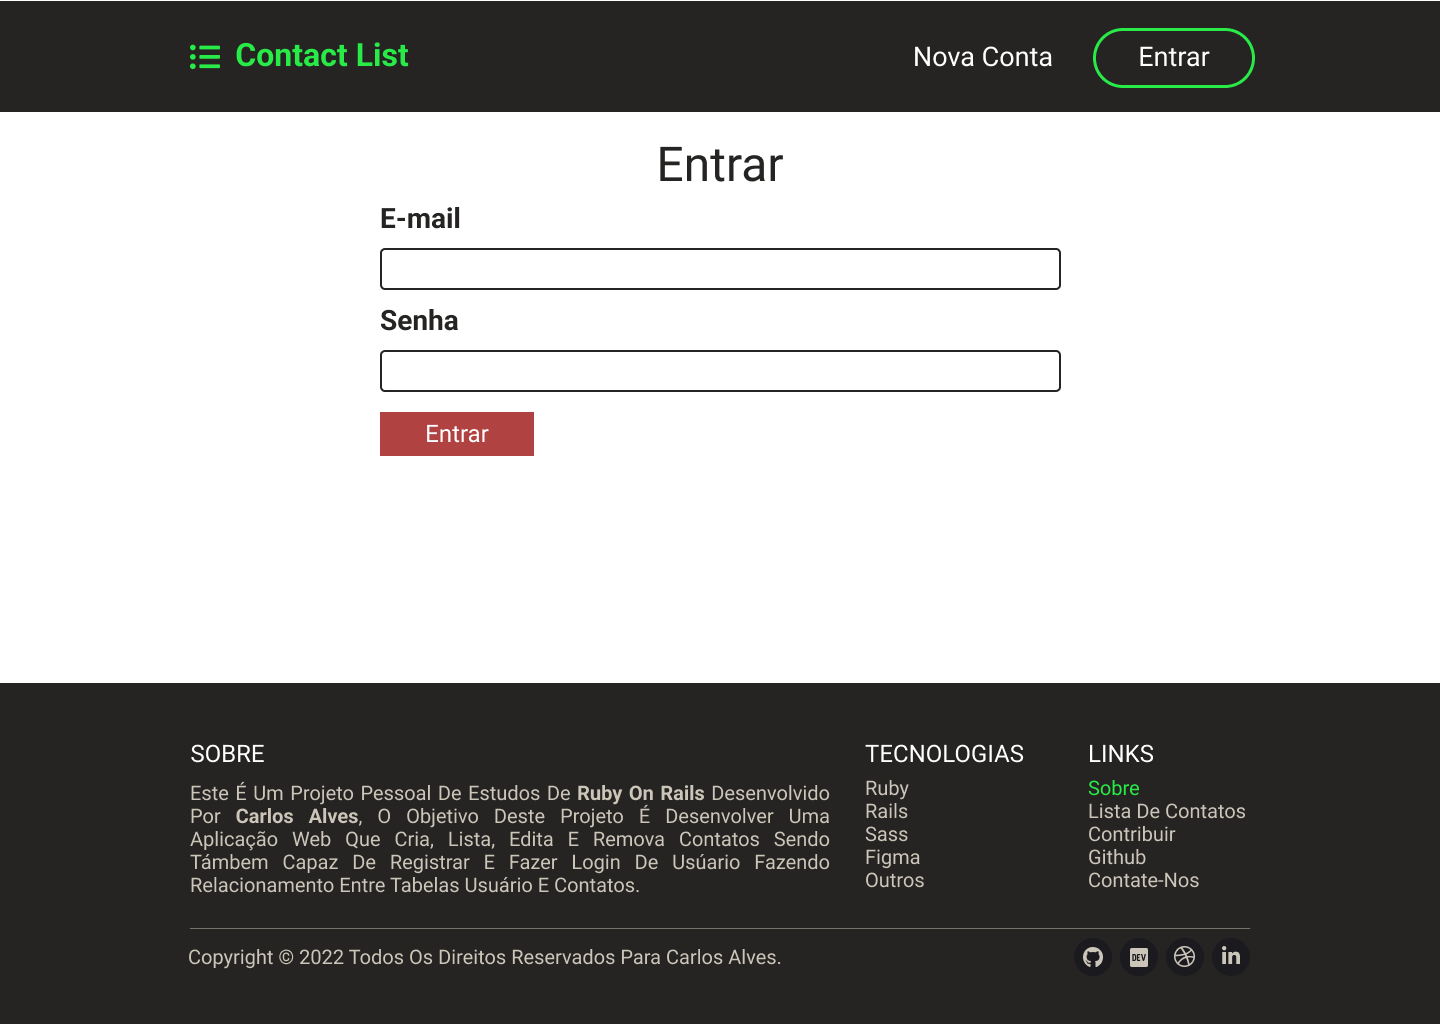 Contact List
Nova Conta
Entrar
Entrar
E-mail
Senha
Entrar
SOBRE
Este É Um Projeto Pessoal De Estudos De Ruby On Rails Desenvolvido
Por Carlos Alves, O Objetivo Deste Projeto É Desenvolver Uma
Aplicação Web Que Cria, Lista, Edita E Remova Contatos Sendo
Támbem Capaz De Registrar E Fazer Login De Usúario Fazendo
Relacionamento Entre Tabelas Usuário E Contatos.
TECNOLOGIAS
Ruby
Rails
Sass
Figma
Outros
LINKS
Sobre
Lista De Contatos
Contribuir
Github
Contate-Nos
Copyright © 2022 Todos Os Direitos Reservados Para Carlos Alves.
DEV
in